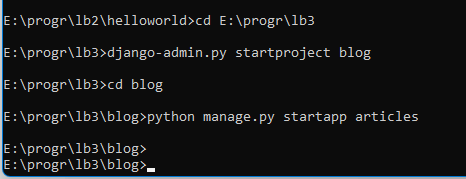 E:\progr\lb2\helloworld>cd E:\progr\lb3
E:\progr\lb3>django-admin.py startproject blog
E:\progr\lb3>cd blog
E:\progr\lb3\blog>python manage.py startapp articles
E:\progr\lb3\blog>
E:\progr\lb3\blog>